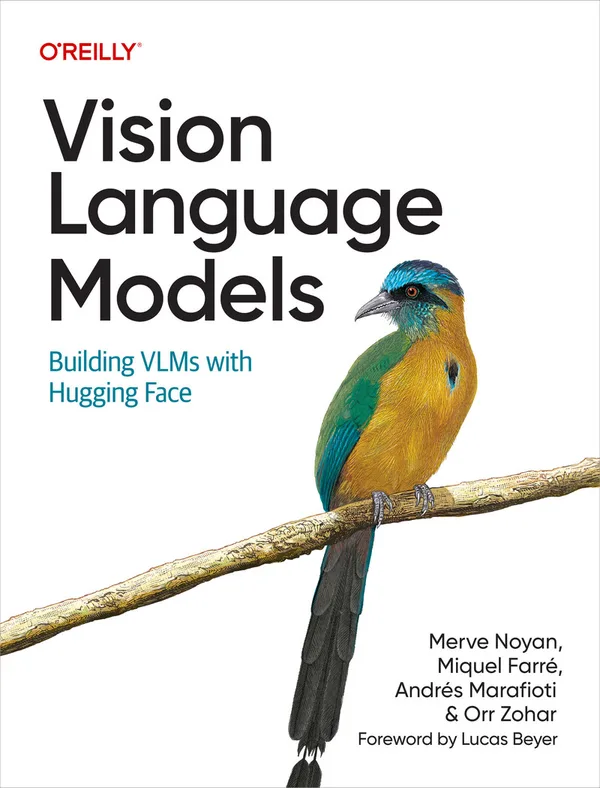 O'REILLY®
Vision
Language
Models
Building VLMs with
Hugging Face
Merve Noyan,
Miquel Farré,
Andrés Marafioti
& Orr Zohar
Foreword by Lucas Beyer